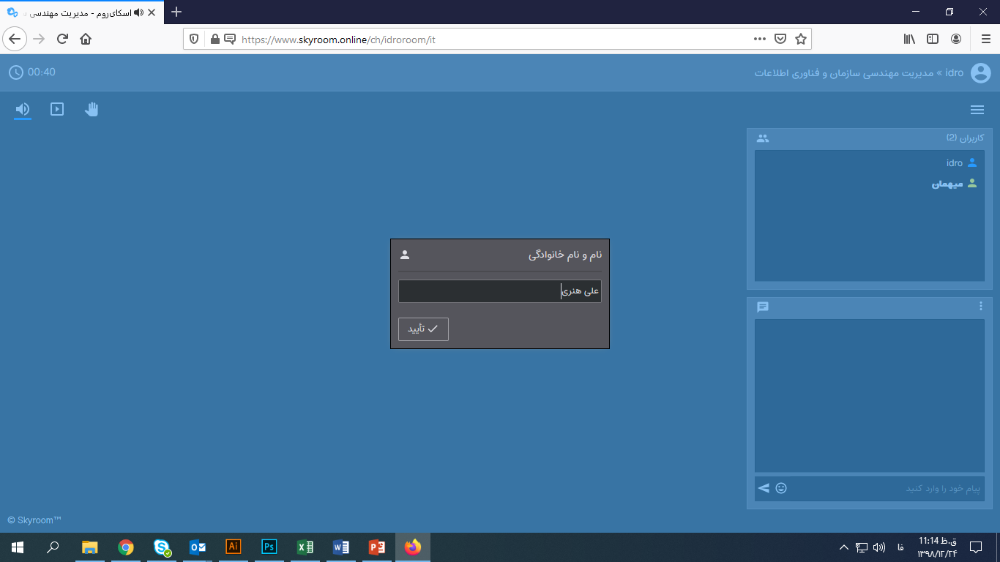 اسکای‌روم - مدیریت مهندسی
https://www.skyroom.online/ch/idroroom/it
00:40
idro » مدیریت مهندسی سازمان و فناوری اطلاعات
کاربران (2)
idro
میهمان
نام و نام خانوادگی
علی هنری
تأیید
پیام خود را وارد کنید
© Skyroom™
Ai
Ps
فا
11:14 ق.ظ
۱۳۹۸/۱۲/۲۴